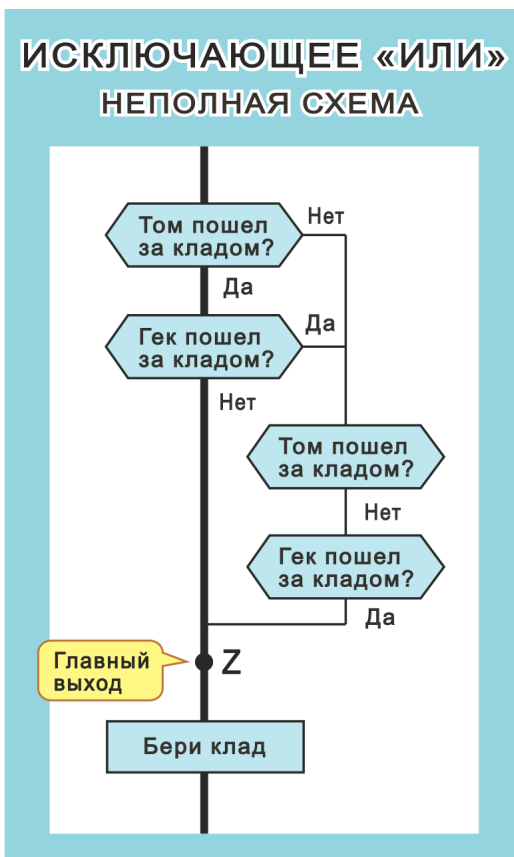 ИСКЛЮЧАЮЩЕЕ «ИЛИ»
НЕПОЛНАЯ СХЕМА
Том пошел
за кладом?
Нет
Да
Гек пошел
за кладом?
Да
Нет
Том пошел
за кладом?
Нет
Гек пошел
за кладом?
Да
Главный
выход
Z
Бери клад